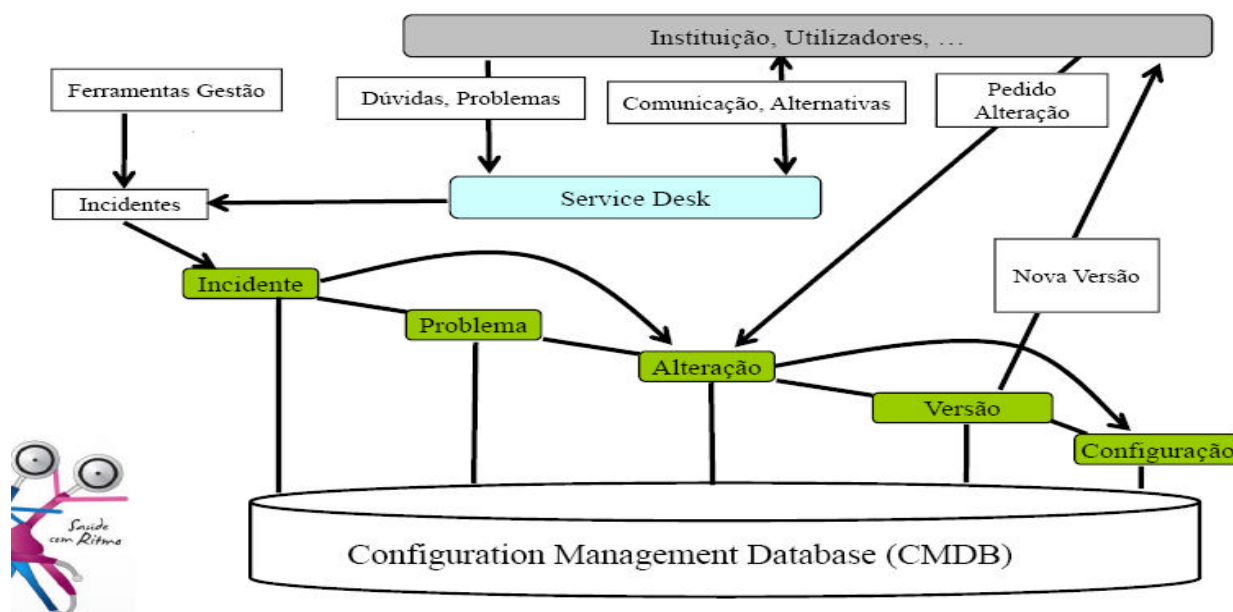 Instituição, Utilizadores, …
Ferramentas Gestão
Dúvidas, Problemas
Comunicação, Alternativas
Pedido
Alteração
Incidentes
Service Desk
Incidente
Nova Versão
Problema
Alteração
Versão
Configuração
Saúde
com Ritmo
Configuration Management Database (CMDB)